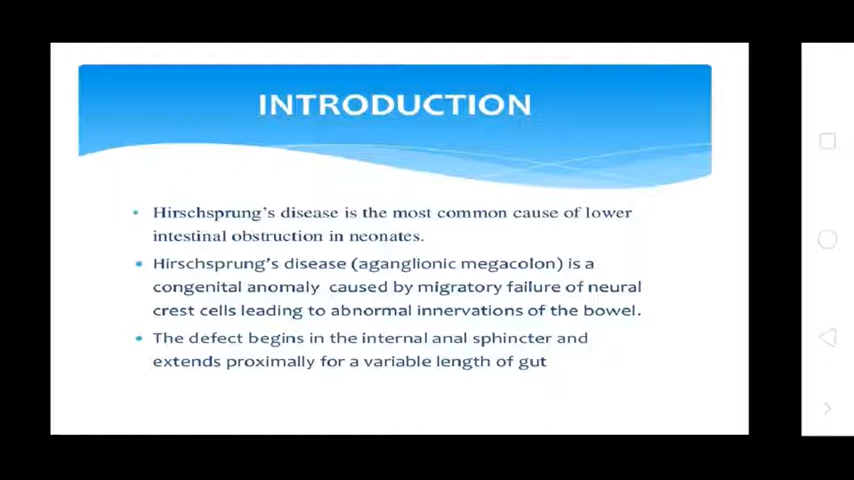 INTRODUCTION
• Hirschsprung's disease is the most common cause of lower
intestinal obstruction in neonates.
• Hirschsprung's disease (aganglionic megacolon) is a
congenital anomaly caused by migratory failure of neural
crest cells leading to abnormal innervations of the bowel.
• The defect begins in the internal anal sphincter and
extends proximally for a variable length of gut